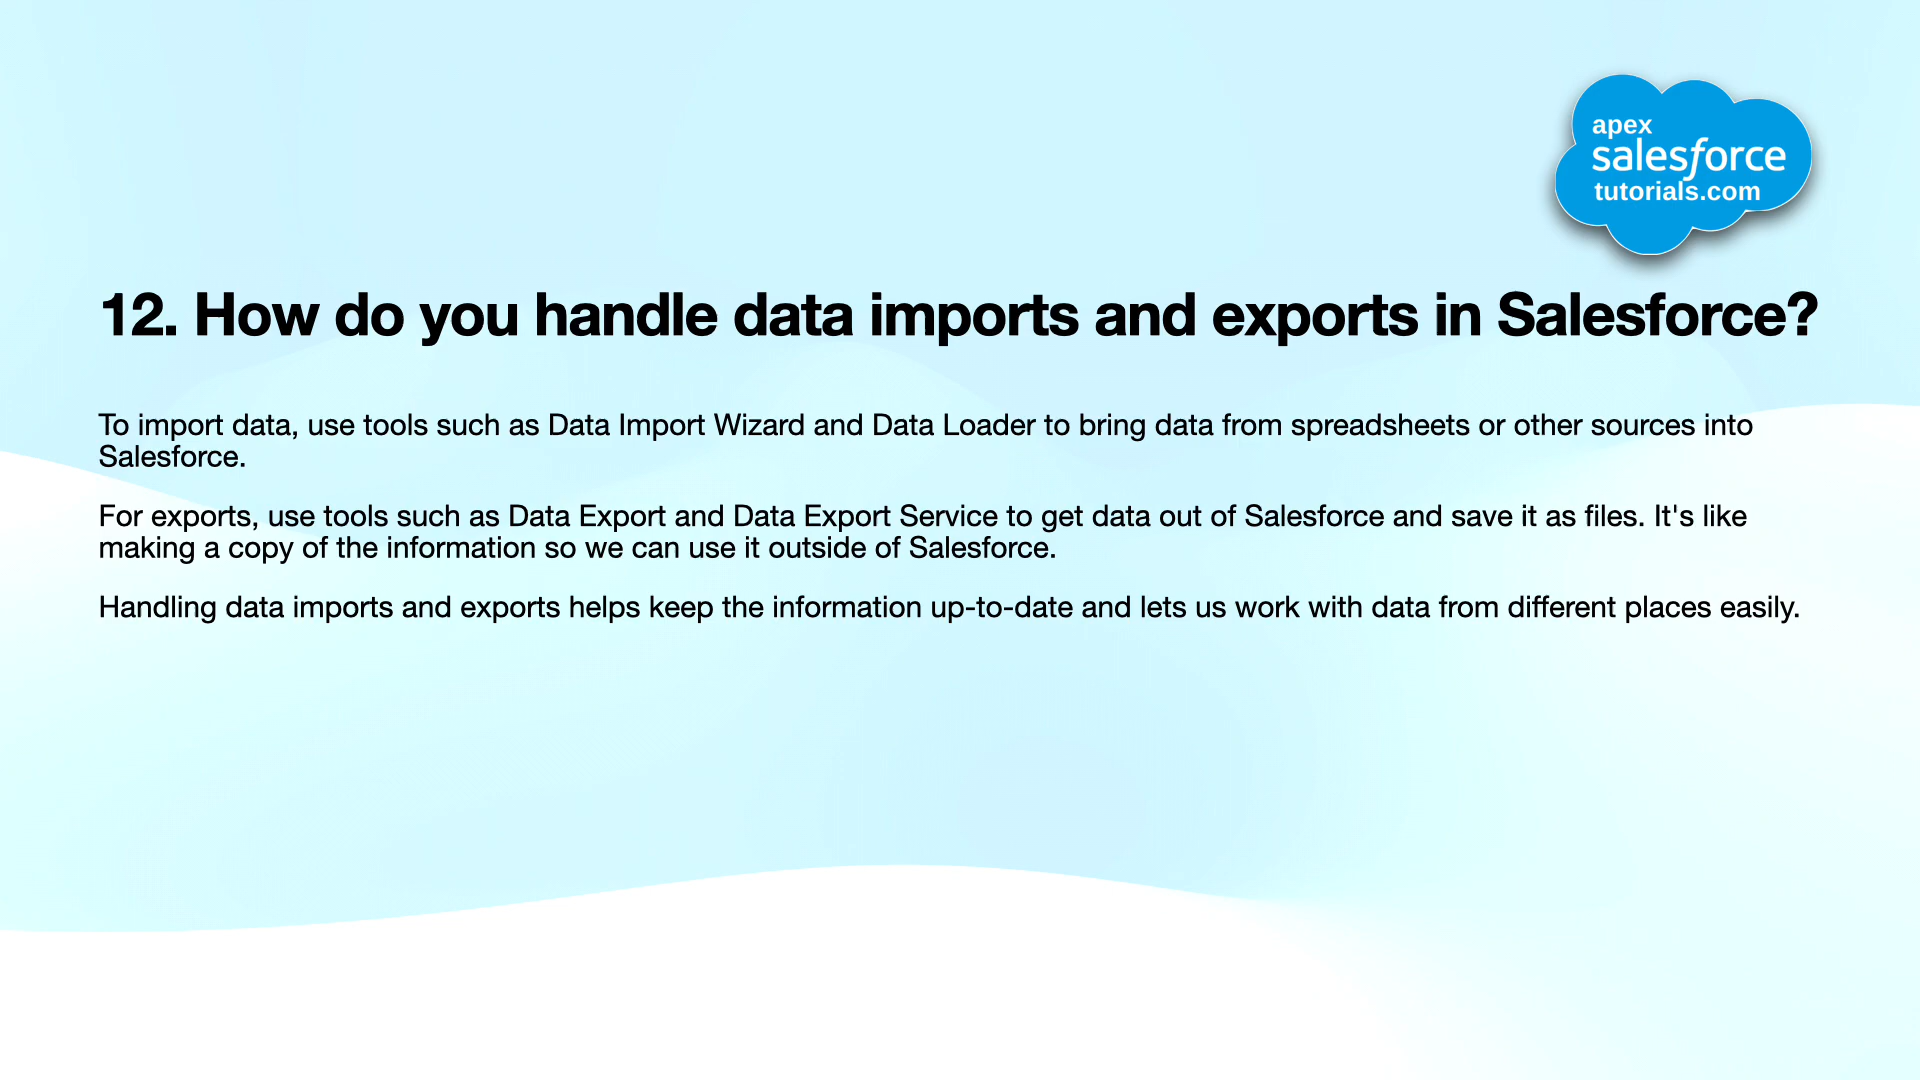 apex
salesforce
tutorials.com
12. How do you handle data imports and exports in Salesforce?
To import data, use tools such as Data Import Wizard and Data Loader to bring data from spreadsheets or other sources into
Salesforce.
For exports, use tools such as Data Export and Data Export Service to get data out of Salesforce and save it as files. It's like
making a copy of the information so we can use it outside of Salesforce.
Handling data imports and exports helps keep the information up-to-date and lets us work with data from different places easily.